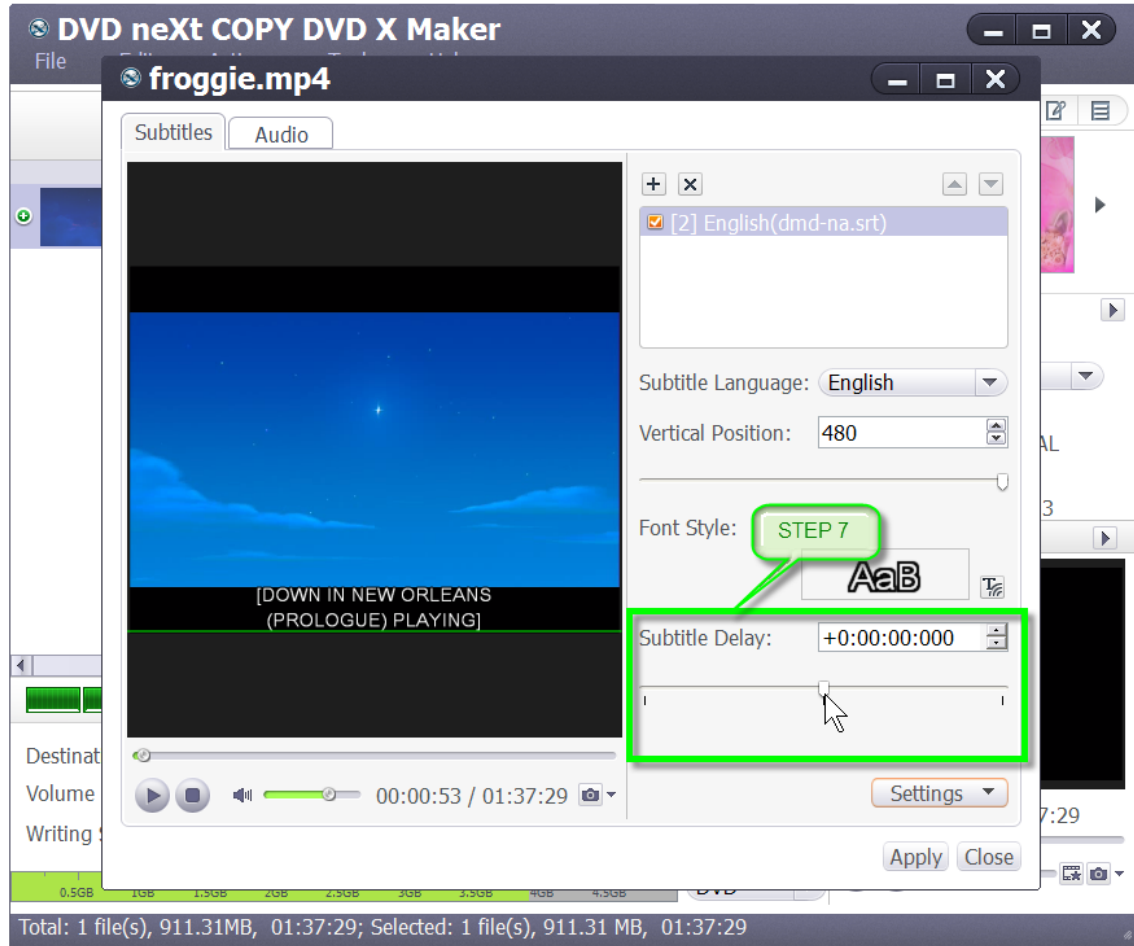 DVD neXt COPY DVD X Maker
File
froggie.mp4
Subtitles Audio
[2] English(dmd-na.srt)
Subtitle Language: English
Vertical Position: 480
AL
3
Font Style: STEP 7
AaB
[DOWN IN NEW ORLEANS
(PROLOGUE) PLAYING]
Subtitle Delay: +0:00:00:000
Destinat
Volume
Writing
00:00:53 / 01:37:29
Settings
7:29
Apply Close
0.5GB 1GB 1.5GB 2GB 2.5GB 3GB 3.5GB 4GB 4.5GB DVD
Total: 1 file(s), 911.31MB, 01:37:29; Selected: 1 file(s), 911.31 MB, 01:37:29